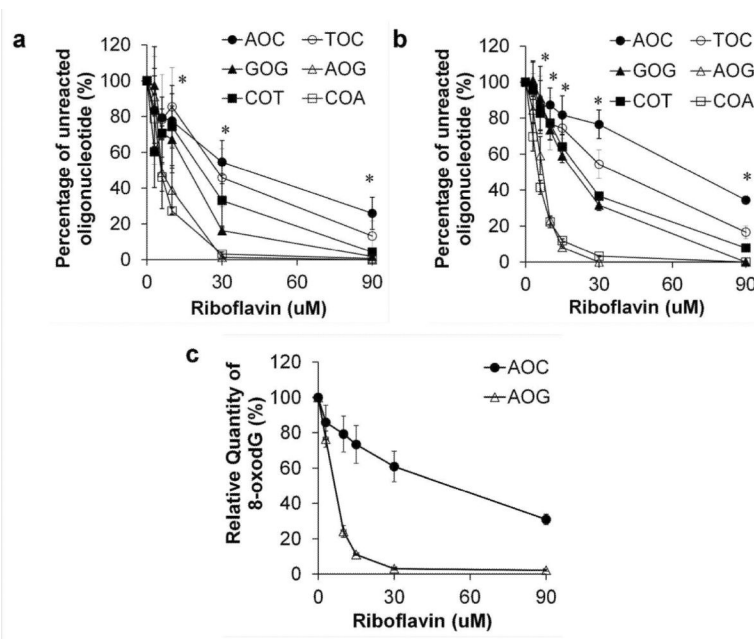 a
Percentage of unreacted
oligonucleotide (%)
120
100
80
60
40
20
0
0 30 60 90
Riboflavin (uM)
AOC TOC
GOG AOG
COT COA
*
*
*
b
Percentage of unreacted
oligonucleotide (%)
120
100
80
60
40
20
0
0 30 60 90
Riboflavin (uM)
AOC TOC
GOG AOG
COT COA
*
*
*
*
*
c
Relative Quantity of
8-oxodG (%)
120
100
80
60
40
20
0
0 30 60 90
Riboflavin (uM)
AOC
AOG